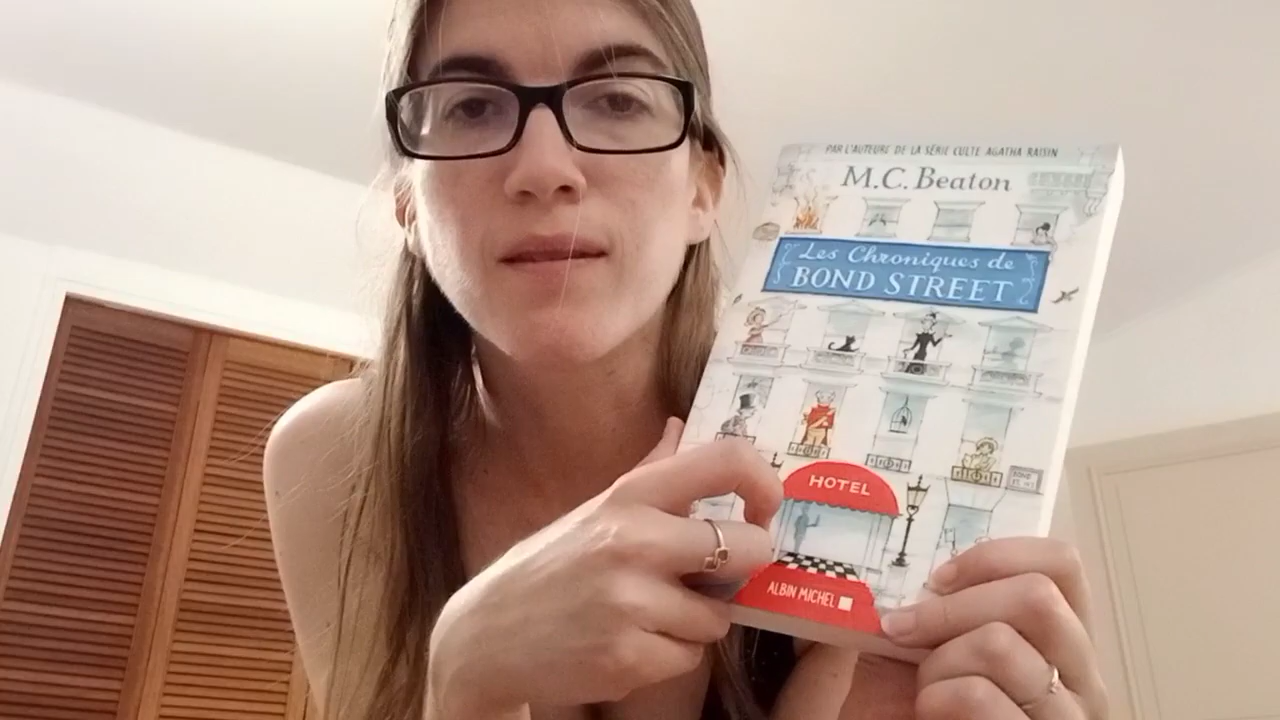 PAR L'AUTEURE DE LA SÉRIE CULTE AGATHA RAISIN
M.C. Beaton
Les Chroniques de
BOND STREET
HOTEL
ALBIN MICHEL